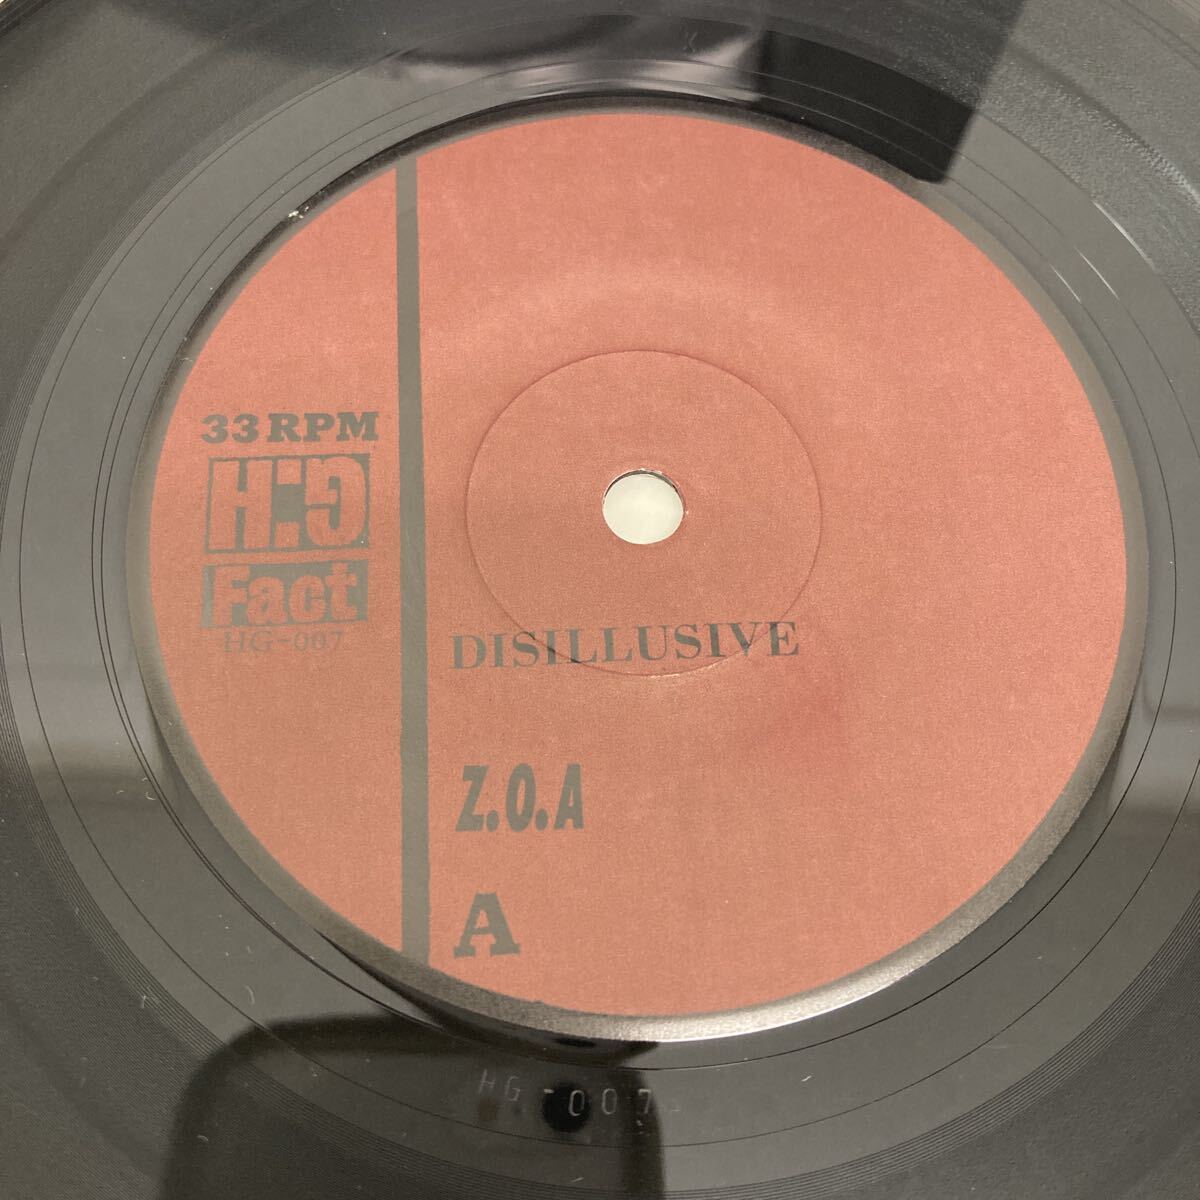 33 RPM
H:G
Fact
HG-007
DISILLUSIVE
Z.O.A
A
HG-007